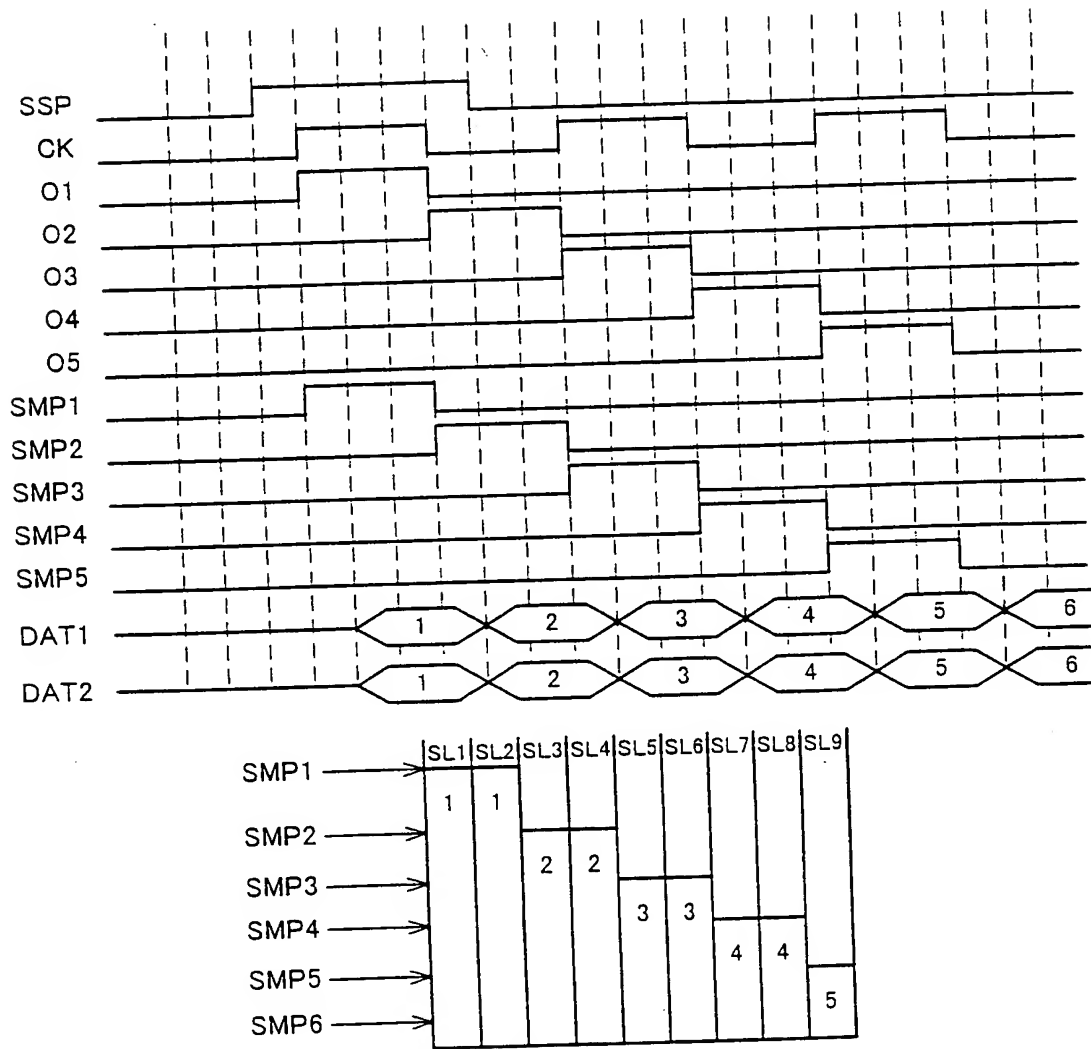 SSP
CK
O1
O2
O3
O4
O5
SMP1
SMP2
SMP3
SMP4
SMP5
DAT1 1 2 3 4 5 6
DAT2 1 2 3 4 5 6
SL1 SL2 SL3 SL4 SL5 SL6 SL7 SL8 SL9
SMP1
1 1
SMP2
2 2
SMP3
3 3
SMP4
4 4
SMP5
5
SMP6